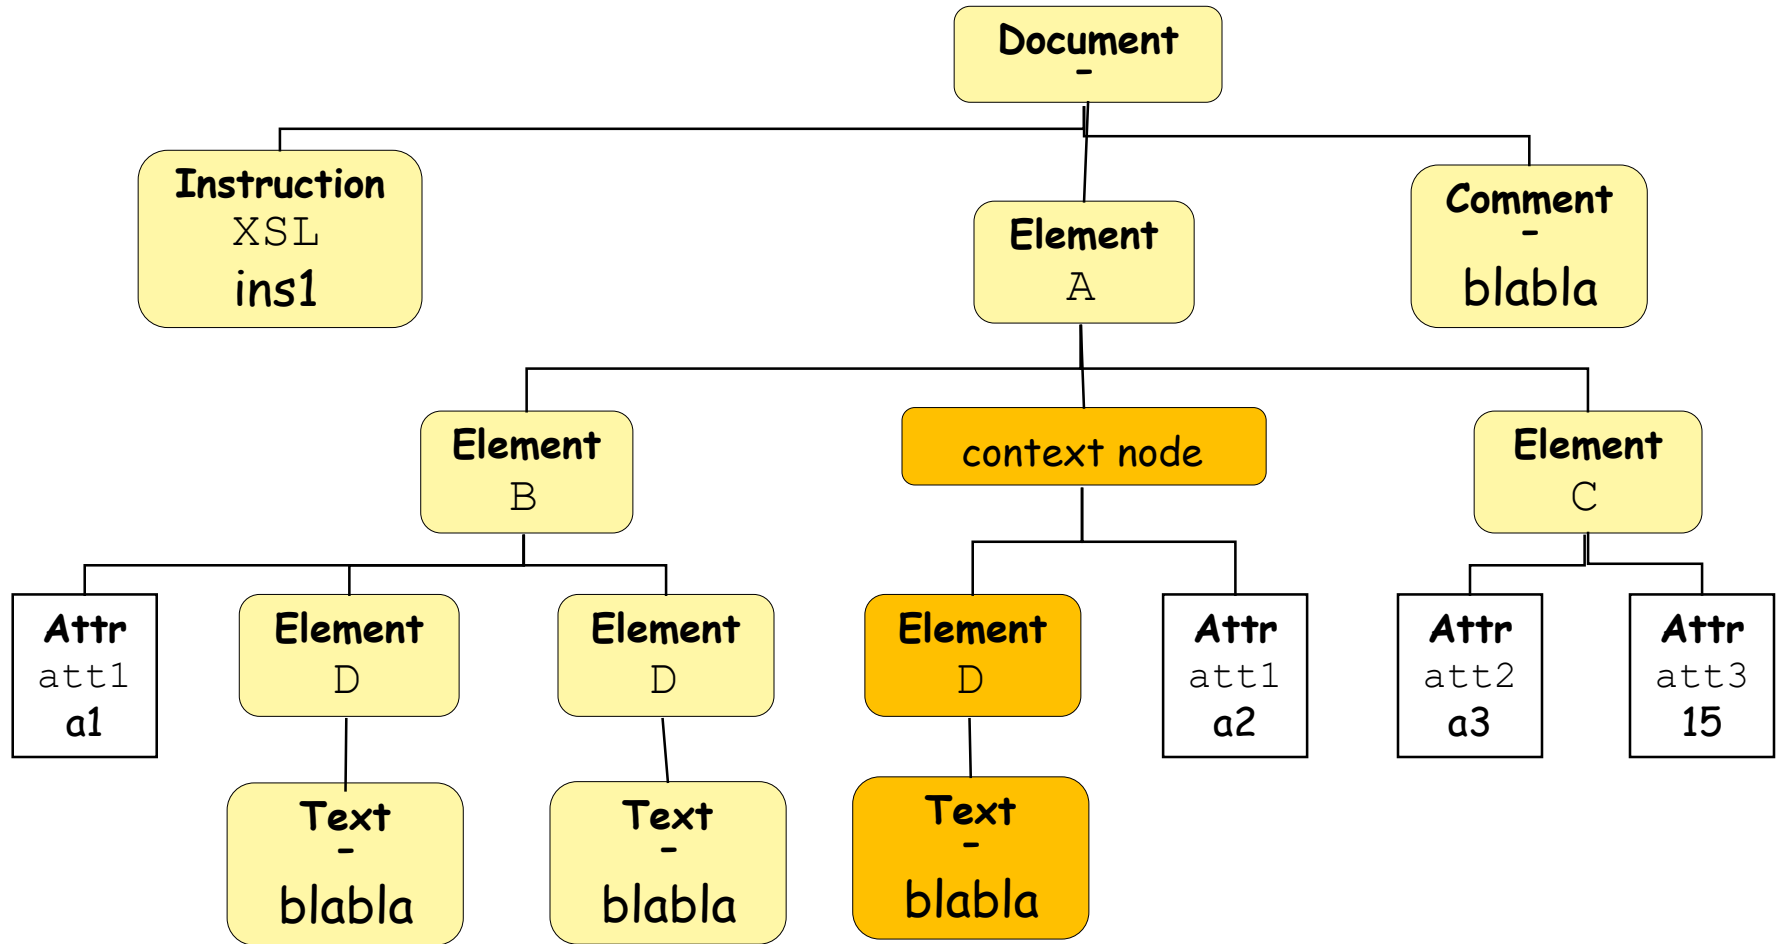 Document
-
Instruction
XSL
ins1
Element
A
Comment
-
blabla
Element
B
context node
Element
C
Attr
att1
a1
Element
D
Element
D
Element
D
Attr
att1
a2
Attr
att2
a3
Attr
att3
15
Text
-
blabla
Text
-
blabla
Text
-
blabla